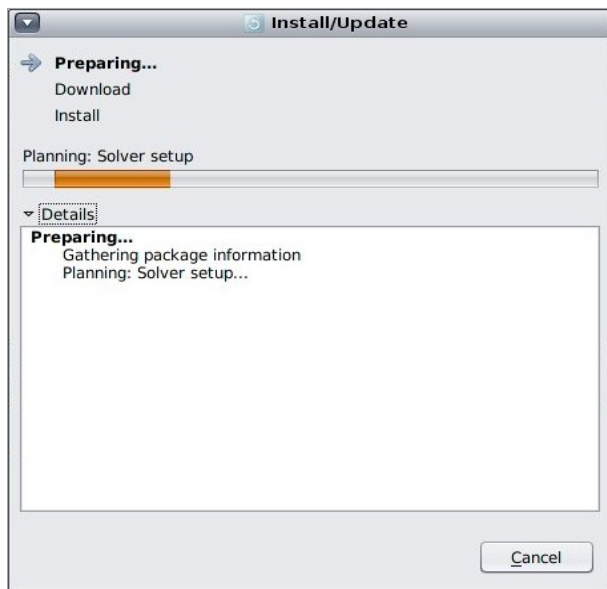 Install/Update
Preparing...
Download
Install
Planning: Solver setup
Details
Preparing...
Gathering package information
Planning: Solver setup...
Cancel